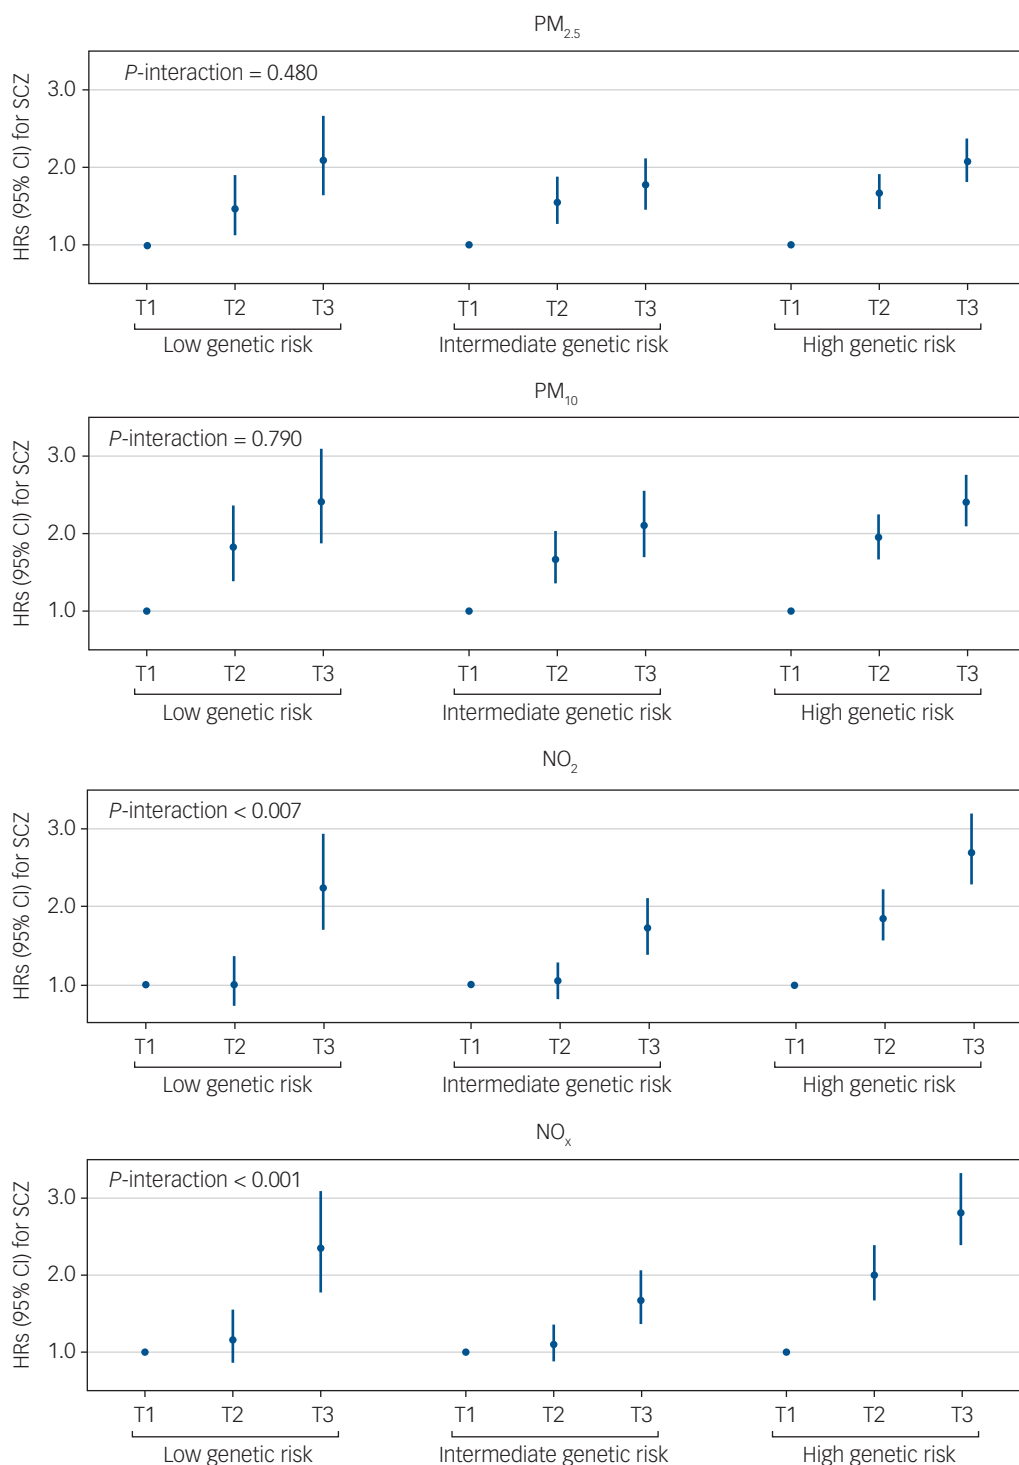 PM2.5
P-interaction = 0.480
HRs (95% CI) for SCZ
3.0
2.0
1.0
T1 T2 T3 T1 T2 T3 T1 T2 T3
Low genetic risk Intermediate genetic risk High genetic risk
PM10
P-interaction = 0.790
HRs (95% CI) for SCZ
3.0
2.0
1.0
T1 T2 T3 T1 T2 T3 T1 T2 T3
Low genetic risk Intermediate genetic risk High genetic risk
NO2
P-interaction < 0.007
HRs (95% CI) for SCZ
3.0
2.0
1.0
T1 T2 T3 T1 T2 T3 T1 T2 T3
Low genetic risk Intermediate genetic risk High genetic risk
NOx
P-interaction < 0.001
HRs (95% CI) for SCZ
3.0
2.0
1.0
T1 T2 T3 T1 T2 T3 T1 T2 T3
Low genetic risk Intermediate genetic risk High genetic risk